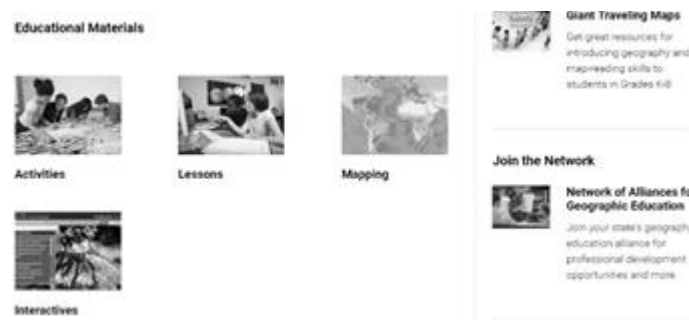 Educational Materials
Activities
Lessons
Mapping
Interactives
Giant Traveling Maps
Get great resources for
introducing geography and
map-reading skills to
students in Grades K-8
Join the Network
Network of Alliances fo
Geographic Education
Join your state's geography
education alliance for
professional development
opportunities and more.